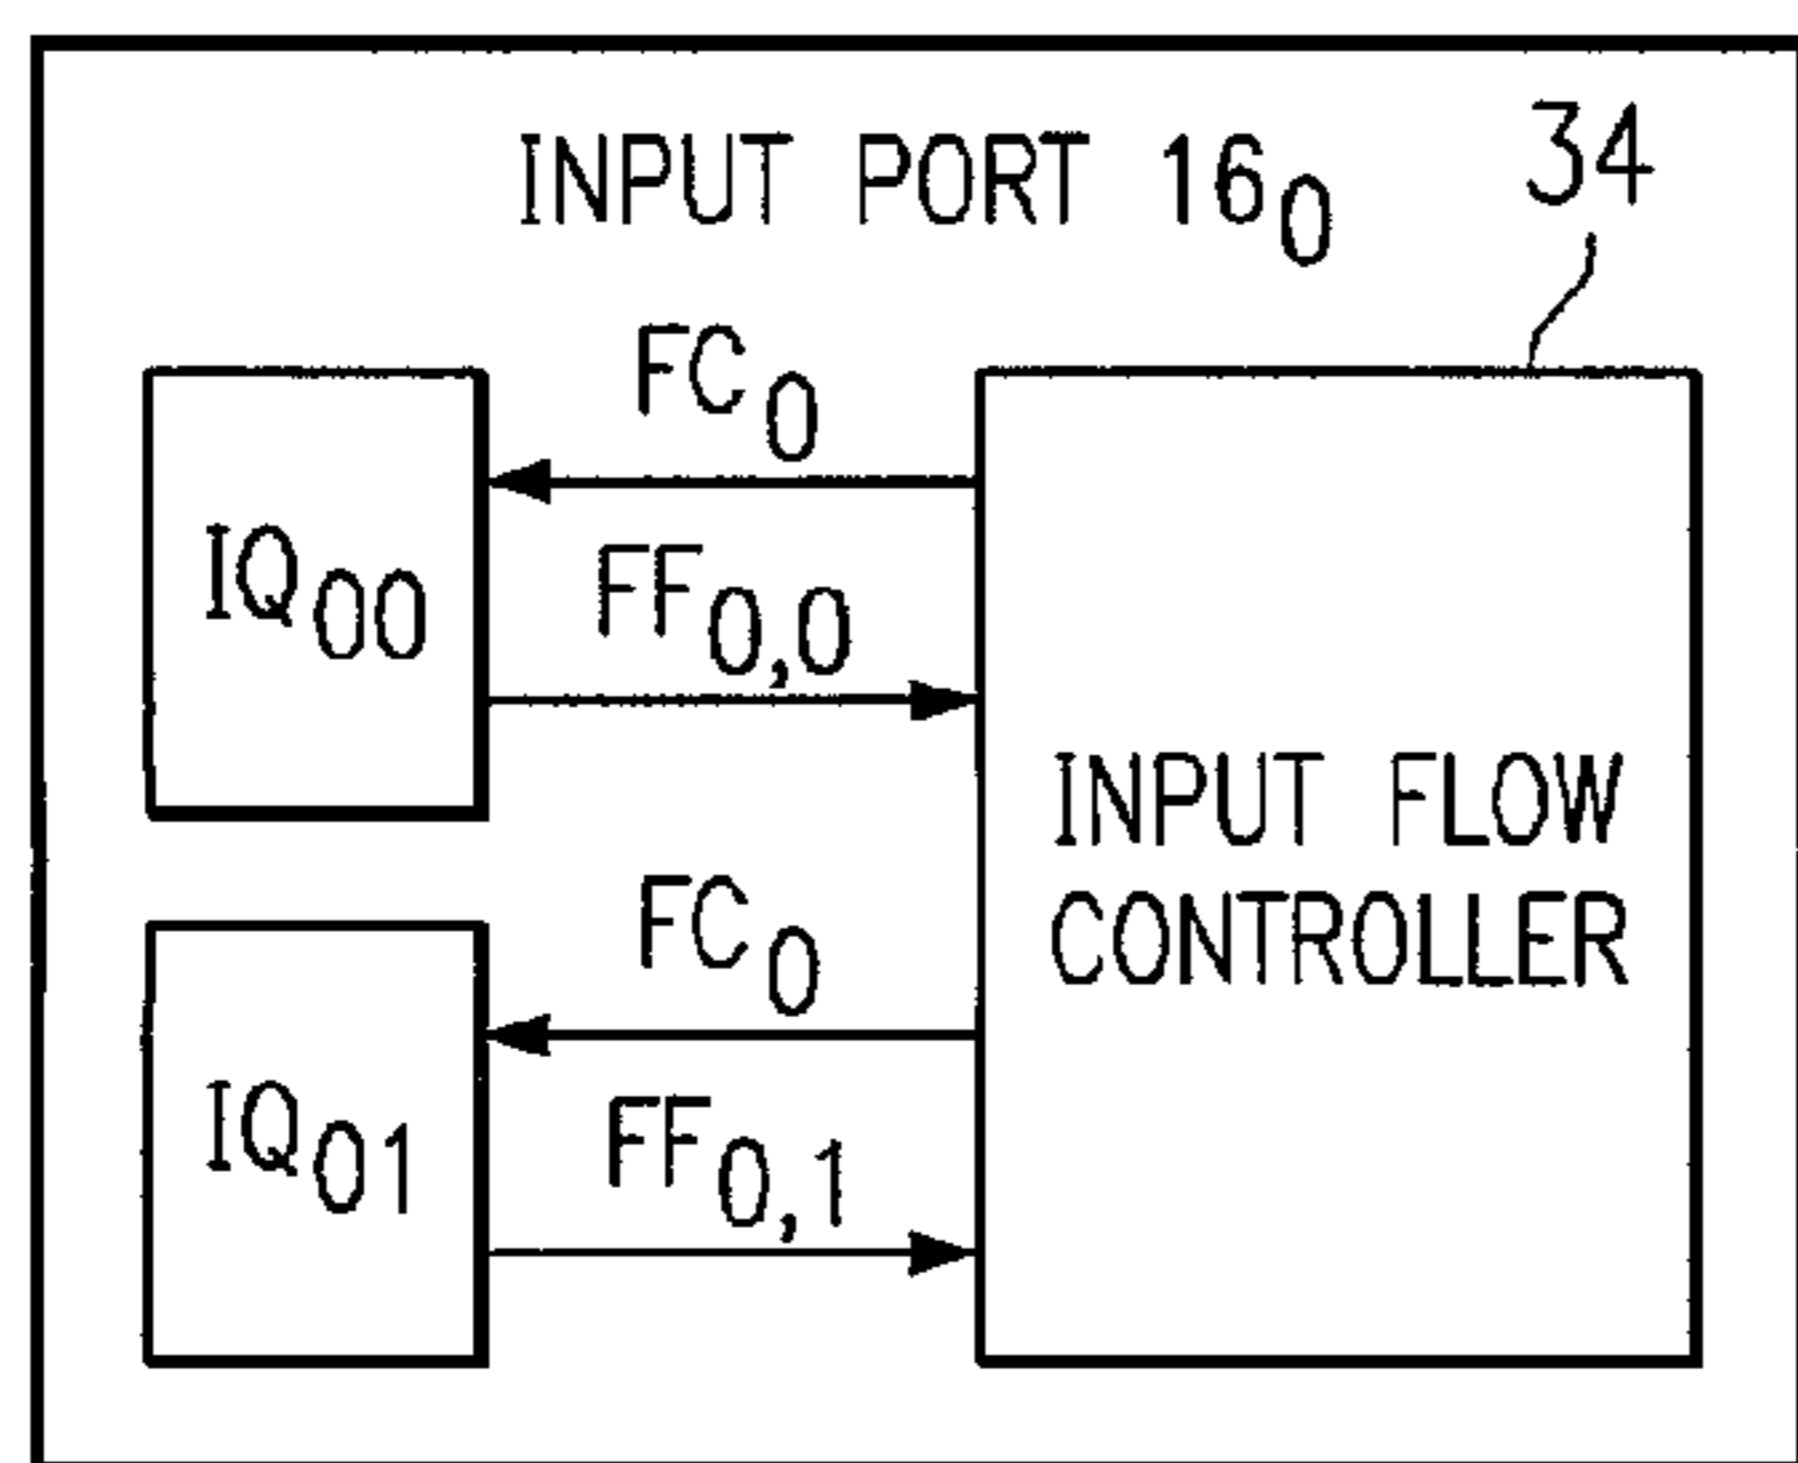 INPUT PORT 16₀
34
FC₀
IQ₀₀
FF₀,₀
INPUT FLOW
CONTROLLER
FC₀
IQ₀₁
FF₀,₁